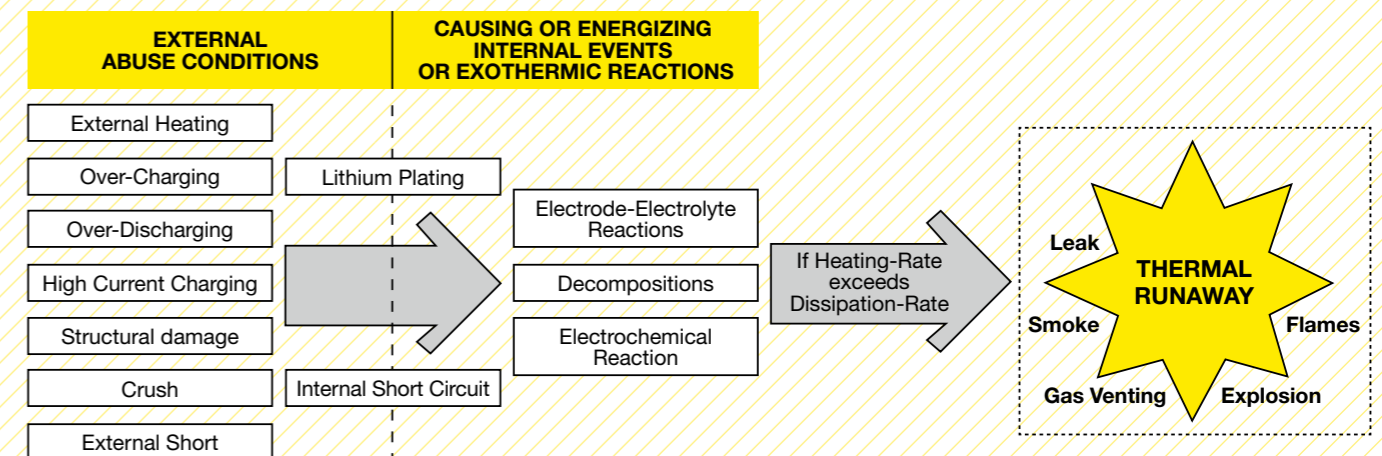 EXTERNAL
ABUSE CONDITIONS
CAUSING OR ENERGIZING
INTERNAL EVENTS
OR EXOTHERMIC REACTIONS
External Heating
Over-Charging
Over-Discharging
High Current Charging
Structural damage
Crush
External Short
Lithium Plating
Internal Short Circuit
Electrode-Electrolyte
Reactions
Decompositions
Electrochemical
Reaction
If Heating-Rate
exceeds
Dissipation-Rate
THERMAL
RUNAWAY
Leak
Smoke
Gas Venting
Explosion
Flames